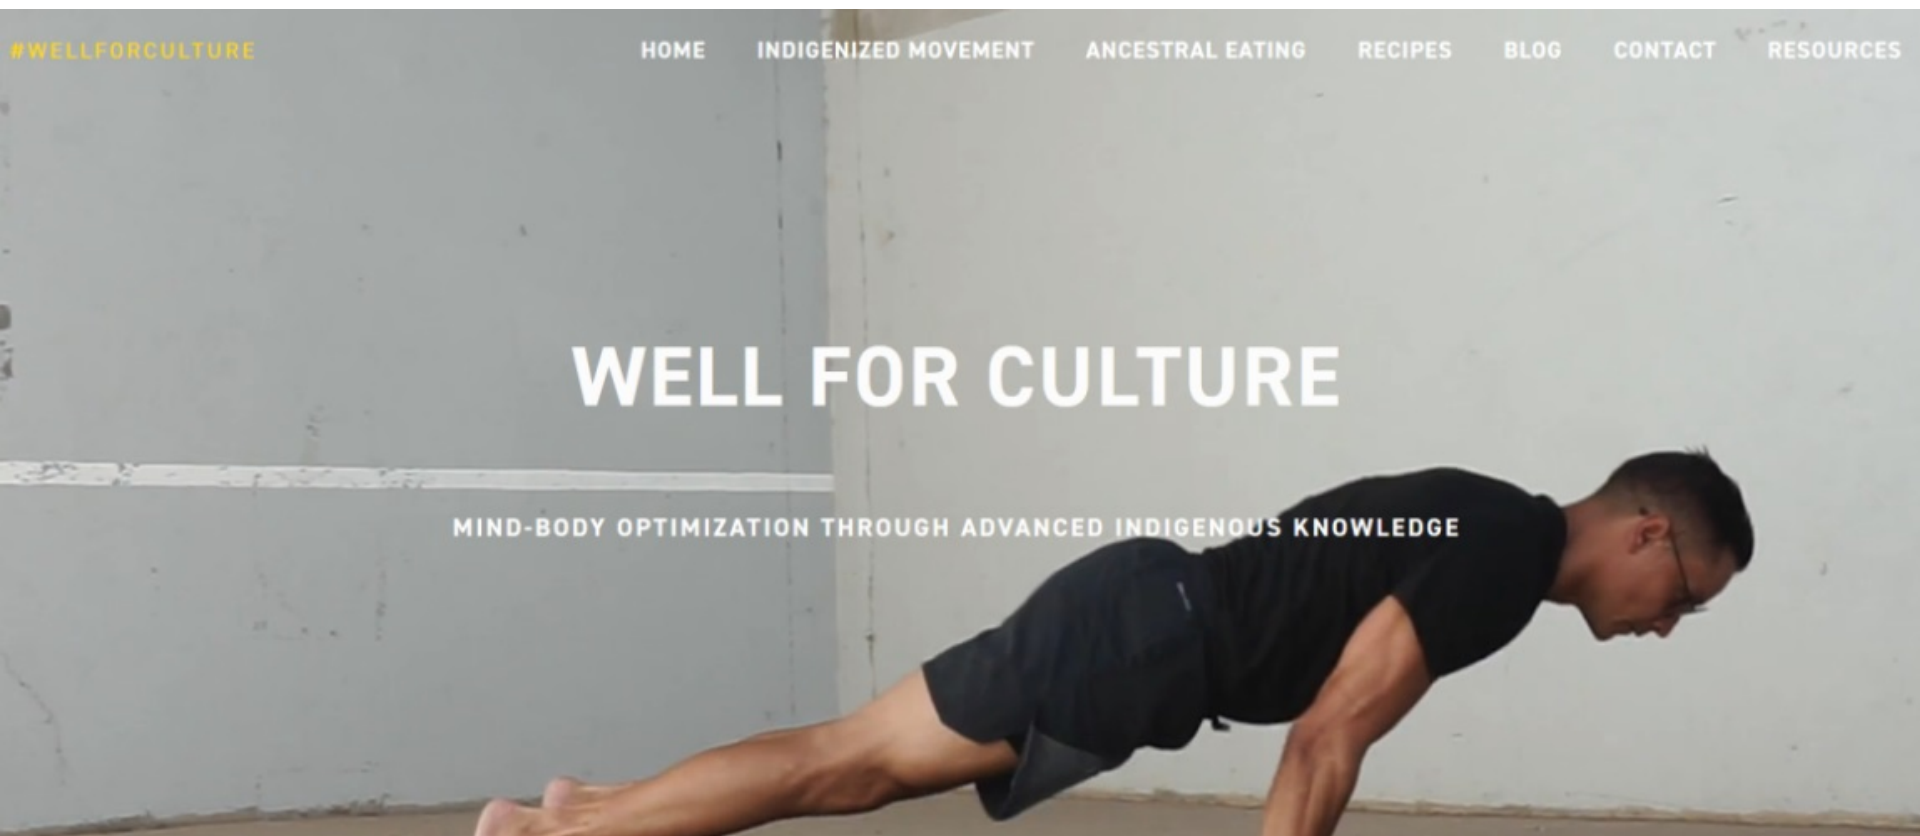 #WELLFORCULTURE
HOME INDIGENIZED MOVEMENT ANCESTRAL EATING RECIPES BLOG CONTACT RESOURCES
WELL FOR CULTURE
MIND-BODY OPTIMIZATION THROUGH ADVANCED INDIGENOUS KNOWLEDGE